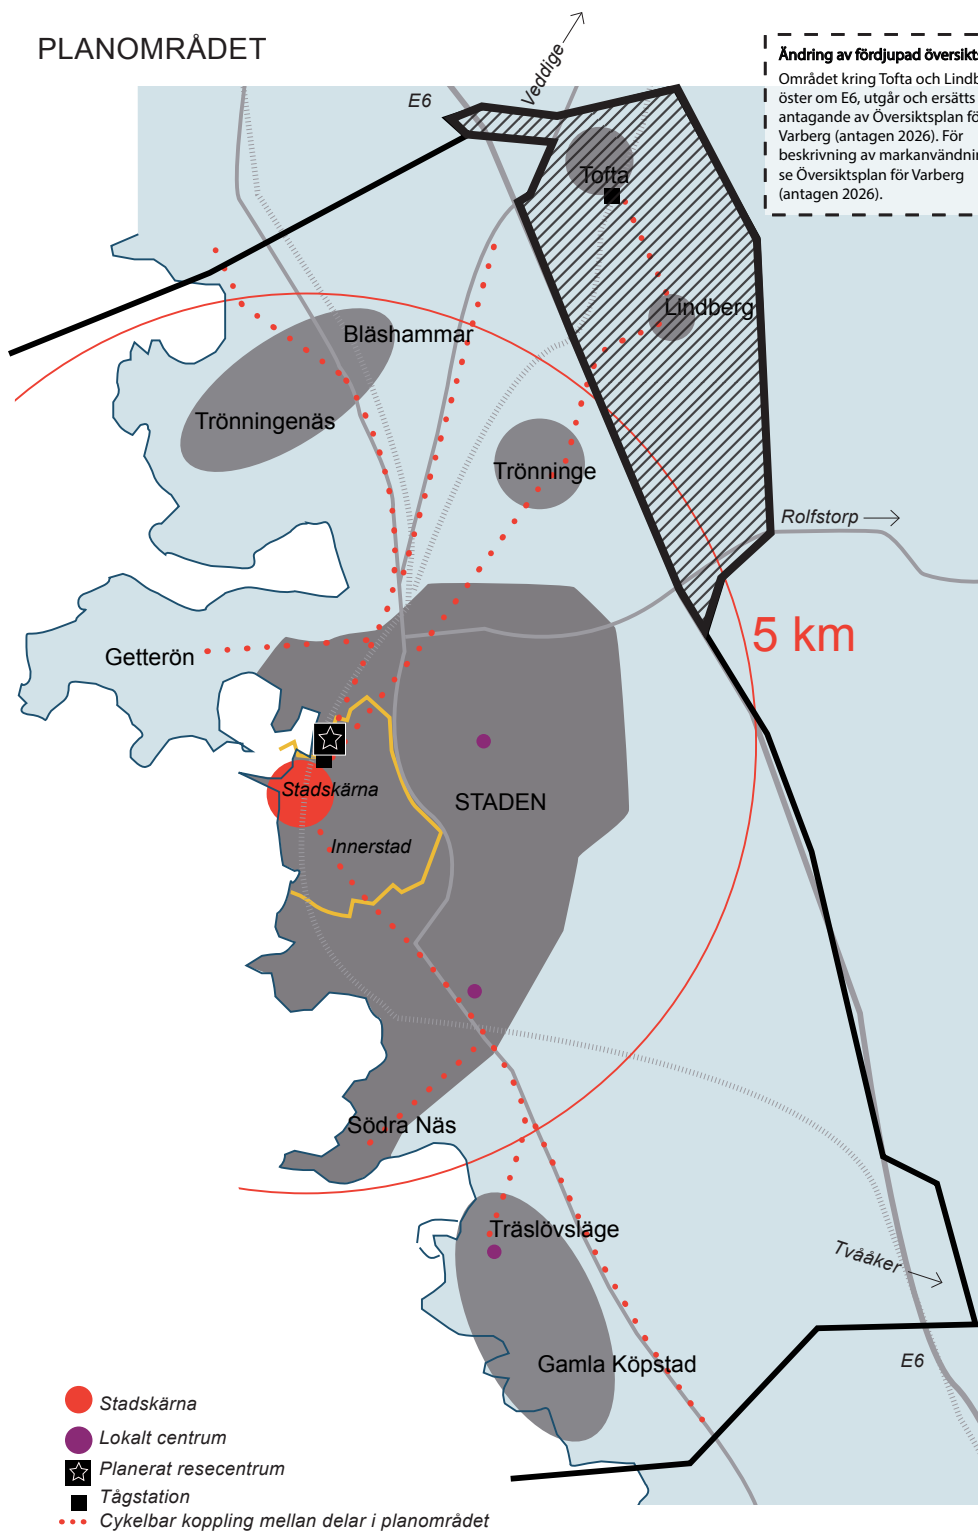 PLANOMRÅDET
Ändring av fördjupad översikts
Området kring Tofta och Lindb
öster om E6, utgår och ersätts
antagande av Översiktsplan fö
Varberg (antagen 2026). För
beskrivning av markanvändnin
se Översiktsplan för Varberg
(antagen 2026).
Veddige
E6
Tofta
Lindberg
Bläshammar
Trönningenäs
Trönninge
Rolfstorp
5 km
Getterön
Stadskärna
STADEN
Innerstad
Södra Näs
Träslövsläge
Tvååker
Gamla Köpstad
E6
Stadskärna
Lokalt centrum
Planerat resecentrum
Tågstation
Cykelbar koppling mellan delar i planområdet